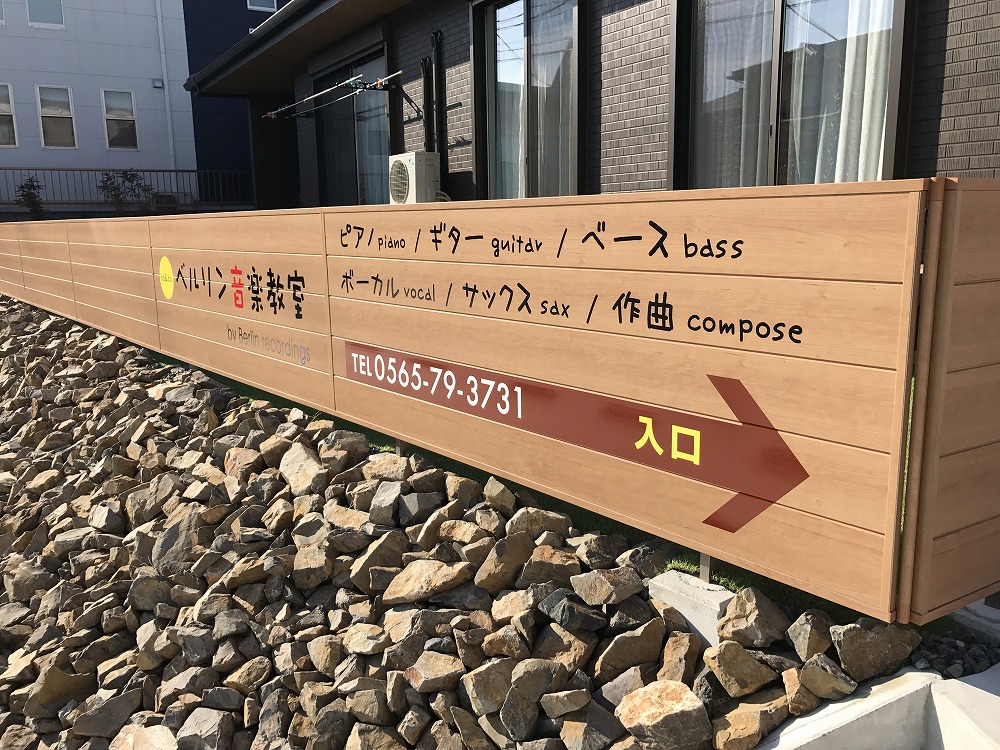 ベルリン音楽教室
by Berlin recordings
ピアノ piano / ギター guitar / ベース bass
ボーカル vocal / サックス sax / 作曲 compose
TEL 0565-79-3731
入口